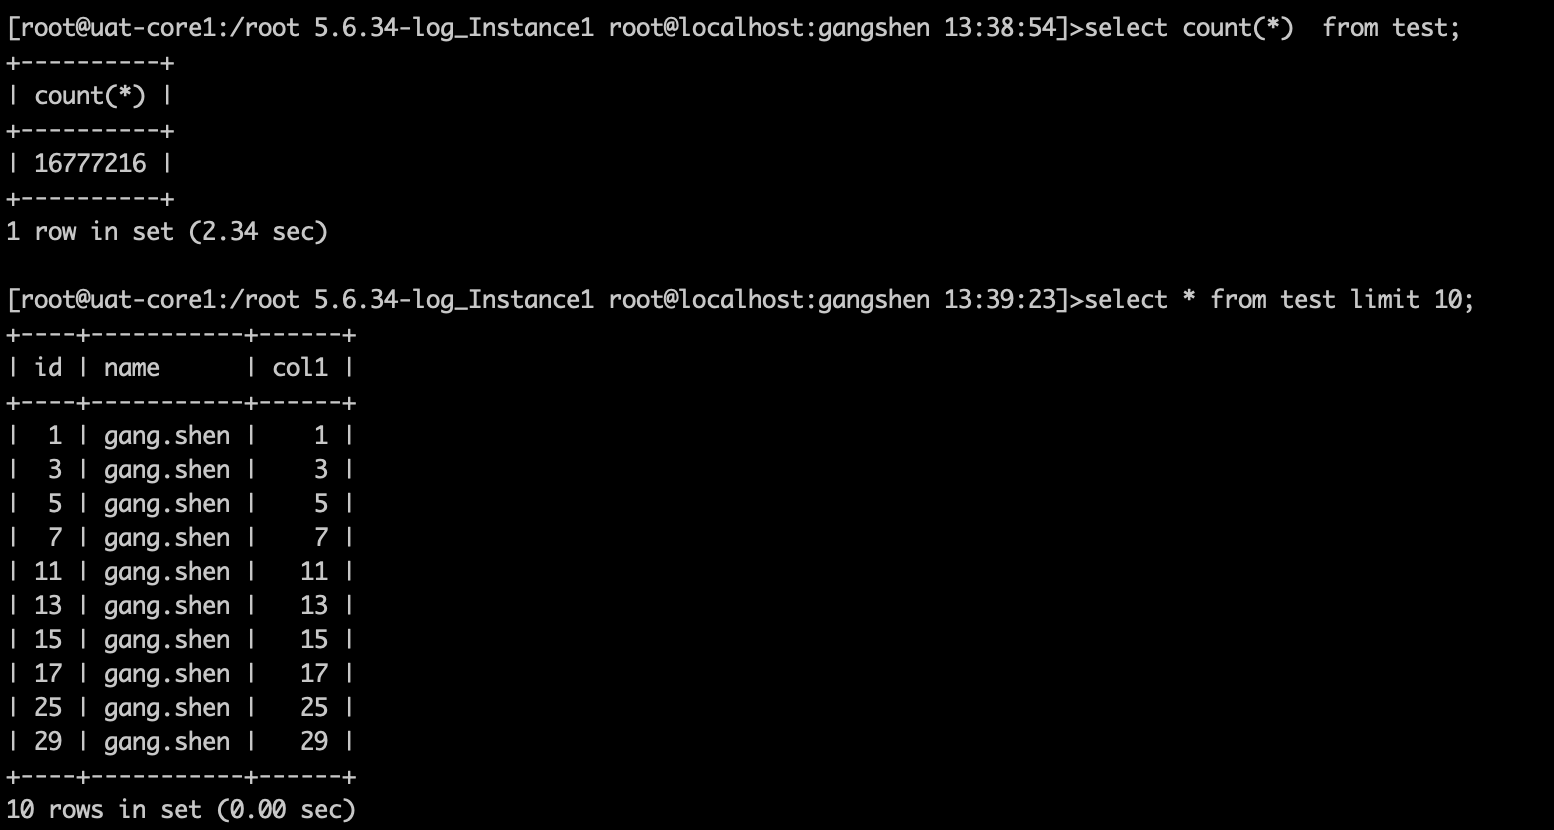 [root@uat-core1:/root 5.6.34-log_Instance1 root@localhost:gangshen 13:38:54]>select count(*)  from test;
+----------+
| count(*) |
+----------+
| 16777216 |
+----------+
1 row in set (2.34 sec)

[root@uat-core1:/root 5.6.34-log_Instance1 root@localhost:gangshen 13:39:23]>select * from test limit 10;
+----+-----------+------+
| id | name      | col1 |
+----+-----------+------+
|  1 | gang.shen |    1 |
|  3 | gang.shen |    3 |
|  5 | gang.shen |    5 |
|  7 | gang.shen |    7 |
| 11 | gang.shen |   11 |
| 13 | gang.shen |   13 |
| 15 | gang.shen |   15 |
| 17 | gang.shen |   17 |
| 25 | gang.shen |   25 |
| 29 | gang.shen |   29 |
+----+-----------+------+
10 rows in set (0.00 sec)